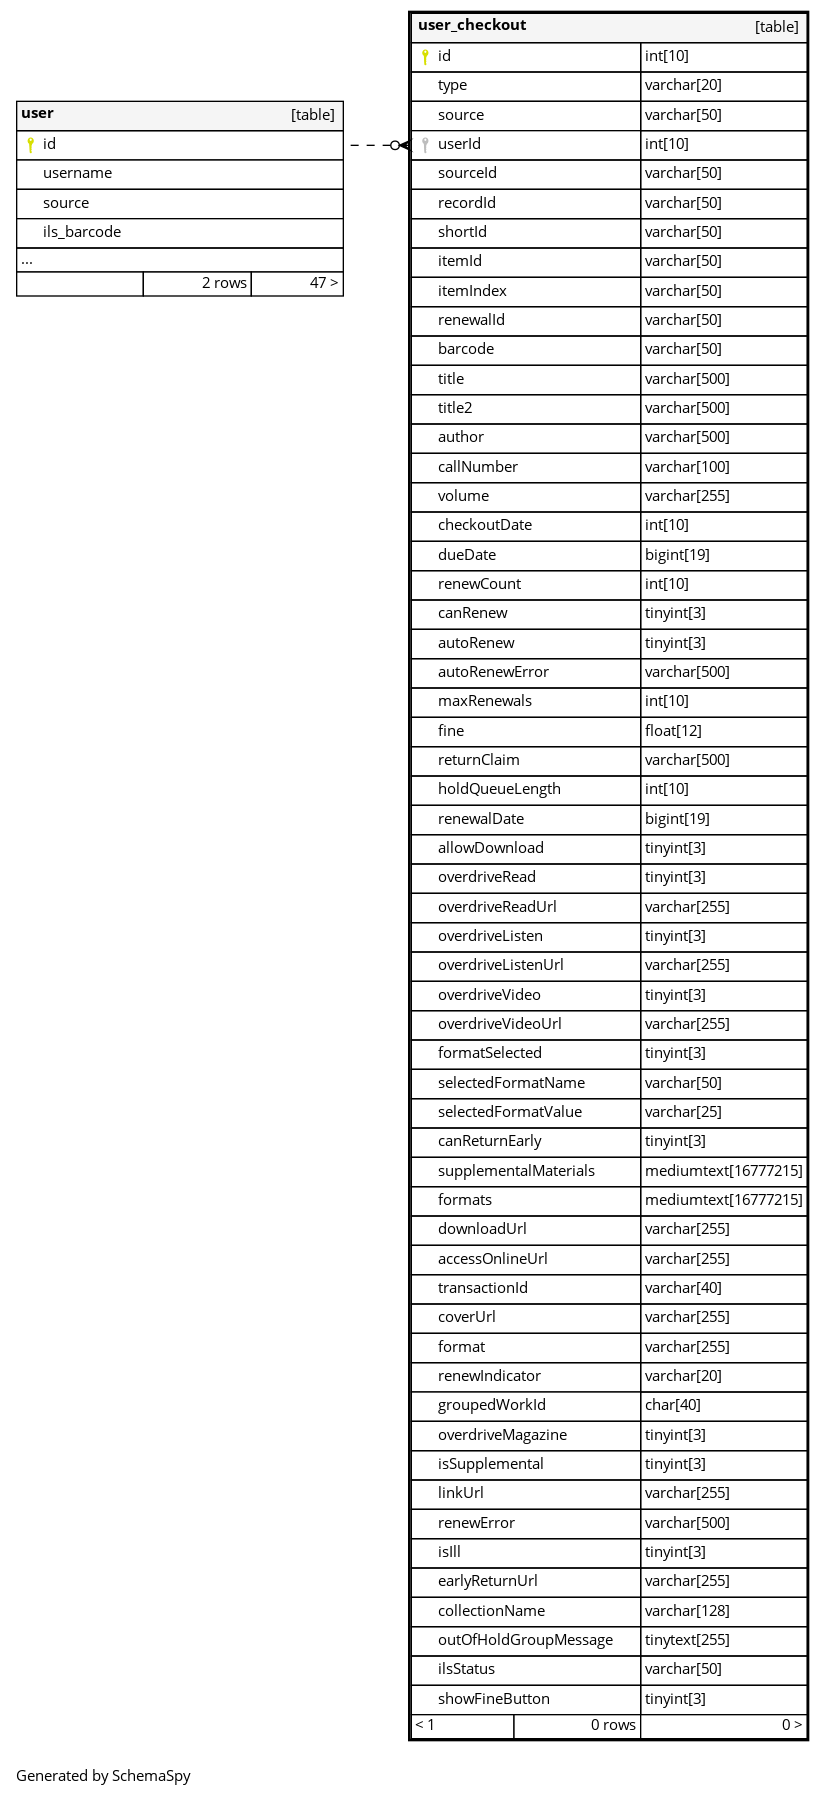 user_checkout [table]
id int[10]
type varchar[20]
source varchar[50]
userId int[10]
sourceId varchar[50]
recordId varchar[50]
shortId varchar[50]
itemId varchar[50]
itemIndex varchar[50]
renewalId varchar[50]
barcode varchar[50]
title varchar[500]
title2 varchar[500]
author varchar[500]
callNumber varchar[100]
volume varchar[255]
checkoutDate int[10]
dueDate bigint[19]
renewCount int[10]
canRenew tinyint[3]
autoRenew tinyint[3]
autoRenewError varchar[500]
maxRenewals int[10]
fine float[12]
returnClaim varchar[500]
holdQueueLength int[10]
renewalDate bigint[19]
allowDownload tinyint[3]
overdriveRead tinyint[3]
overdriveReadUrl varchar[255]
overdriveListen tinyint[3]
overdriveListenUrl varchar[255]
overdriveVideo tinyint[3]
overdriveVideoUrl varchar[255]
formatSelected tinyint[3]
selectedFormatName varchar[50]
selectedFormatValue varchar[25]
canReturnEarly tinyint[3]
supplementalMaterials mediumtext[16777215]
formats mediumtext[16777215]
downloadUrl varchar[255]
accessOnlineUrl varchar[255]
transactionId varchar[40]
coverUrl varchar[255]
format varchar[255]
renewIndicator varchar[20]
groupedWorkId char[40]
overdriveMagazine tinyint[3]
isSupplemental tinyint[3]
linkUrl varchar[255]
renewError varchar[500]
isIll tinyint[3]
earlyReturnUrl varchar[255]
collectionName varchar[128]
outOfHoldGroupMessage tinytext[255]
ilsStatus varchar[50]
showFineButton tinyint[3]
< 1 0 rows 0 >
user [table]
id
username
source
ils_barcode
...
2 rows 47 >
Generated by SchemaSpy